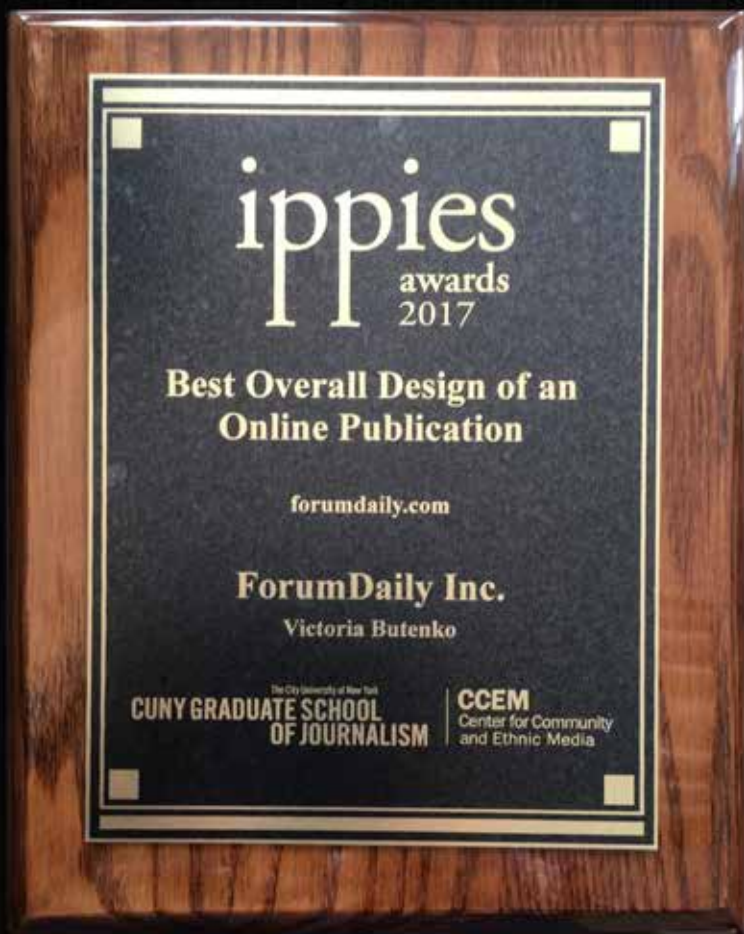 ippies
awards
2017
Best Overall Design of an
Online Publication
forumdaily.com
ForumDaily Inc.
Victoria Butenko
The City University of New York
CUNY GRADUATE SCHOOL
OF JOURNALISM
CCEM
Center for Community
and Ethnic Media